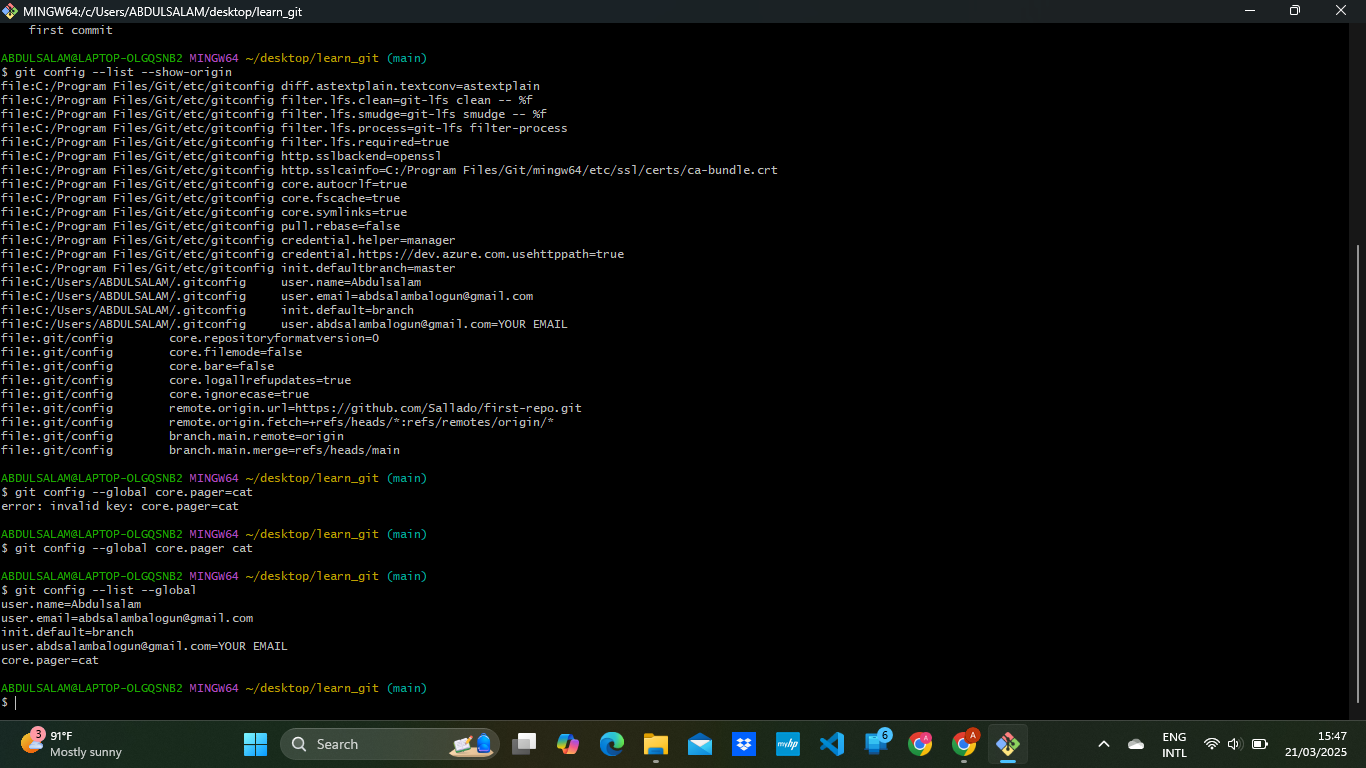 MINGW64:/c/Users/ABDULSALAM/desktop/learn_git
first commit
ABDULSALAM@LAPTOP-OLGQSNB2 MINGW64 ~/desktop/learn_git (main)
$ git config --list --show-origin
file:C:/Program Files/Git/etc/gitconfig diff.astextplain.textconv=astextplain
file:C:/Program Files/Git/etc/gitconfig filter.lfs.clean=git-lfs clean -- %f
file:C:/Program Files/Git/etc/gitconfig filter.lfs.smudge=git-lfs smudge -- %f
file:C:/Program Files/Git/etc/gitconfig filter.lfs.process=git-lfs filter-process
file:C:/Program Files/Git/etc/gitconfig filter.lfs.required=true
file:C:/Program Files/Git/etc/gitconfig http.sslbackend=openssl
file:C:/Program Files/Git/etc/gitconfig http.sslcainfo=C:/Program Files/Git/mingw64/etc/ssl/certs/ca-bundle.crt
file:C:/Program Files/Git/etc/gitconfig core.autocrlf=true
file:C:/Program Files/Git/etc/gitconfig core.fscache=true
file:C:/Program Files/Git/etc/gitconfig core.symlinks=true
file:C:/Program Files/Git/etc/gitconfig pull.rebase=false
file:C:/Program Files/Git/etc/gitconfig credential.helper=manager
file:C:/Program Files/Git/etc/gitconfig credential.https://dev.azure.com.usehttppath=true
file:C:/Program Files/Git/etc/gitconfig init.defaultbranch=master
file:C:/Users/ABDULSALAM/.gitconfig user.name=Abdulsalam
file:C:/Users/ABDULSALAM/.gitconfig user.email=abdsalambalogun@gmail.com
file:C:/Users/ABDULSALAM/.gitconfig init.default=branch
file:C:/Users/ABDULSALAM/.gitconfig user.abdsalambalogun@gmail.com=YOUR EMAIL
file:.git/config core.repositoryformatversion=0
file:.git/config core.filemode=false
file:.git/config core.bare=false
file:.git/config core.logallrefupdates=true
file:.git/config core.ignorecase=true
file:.git/config remote.origin.url=https://github.com/Sallado/first-repo.git
file:.git/config remote.origin.fetch=+refs/heads/*:refs/remotes/origin/*
file:.git/config branch.main.remote=origin
file:.git/config branch.main.merge=refs/heads/main
ABDULSALAM@LAPTOP-OLGQSNB2 MINGW64 ~/desktop/learn_git (main)
$ git config --global core.pager=cat
error: invalid key: core.pager=cat
ABDULSALAM@LAPTOP-OLGQSNB2 MINGW64 ~/desktop/learn_git (main)
$ git config --global core.pager cat
ABDULSALAM@LAPTOP-OLGQSNB2 MINGW64 ~/desktop/learn_git (main)
$ git config --list --global
user.name=Abdulsalam
user.email=abdsalambalogun@gmail.com
init.default=branch
user.abdsalambalogun@gmail.com=YOUR EMAIL
core.pager=cat
ABDULSALAM@LAPTOP-OLGQSNB2 MINGW64 ~/desktop/learn_git (main)
$
3
91°F
Mostly sunny
Search
myhp
6
A
A
ENG
INTL
15:47
21/03/2025